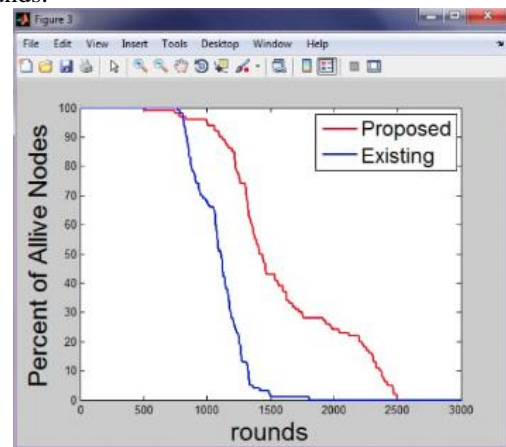 Figure 3
File Edit View Insert Tools Desktop Window Help
Percent of Allive Nodes
100
90
80
70
60
50
40
30
20
10
0
Proposed
Existing
0 500 1000 1500 2000 2500 3000
rounds